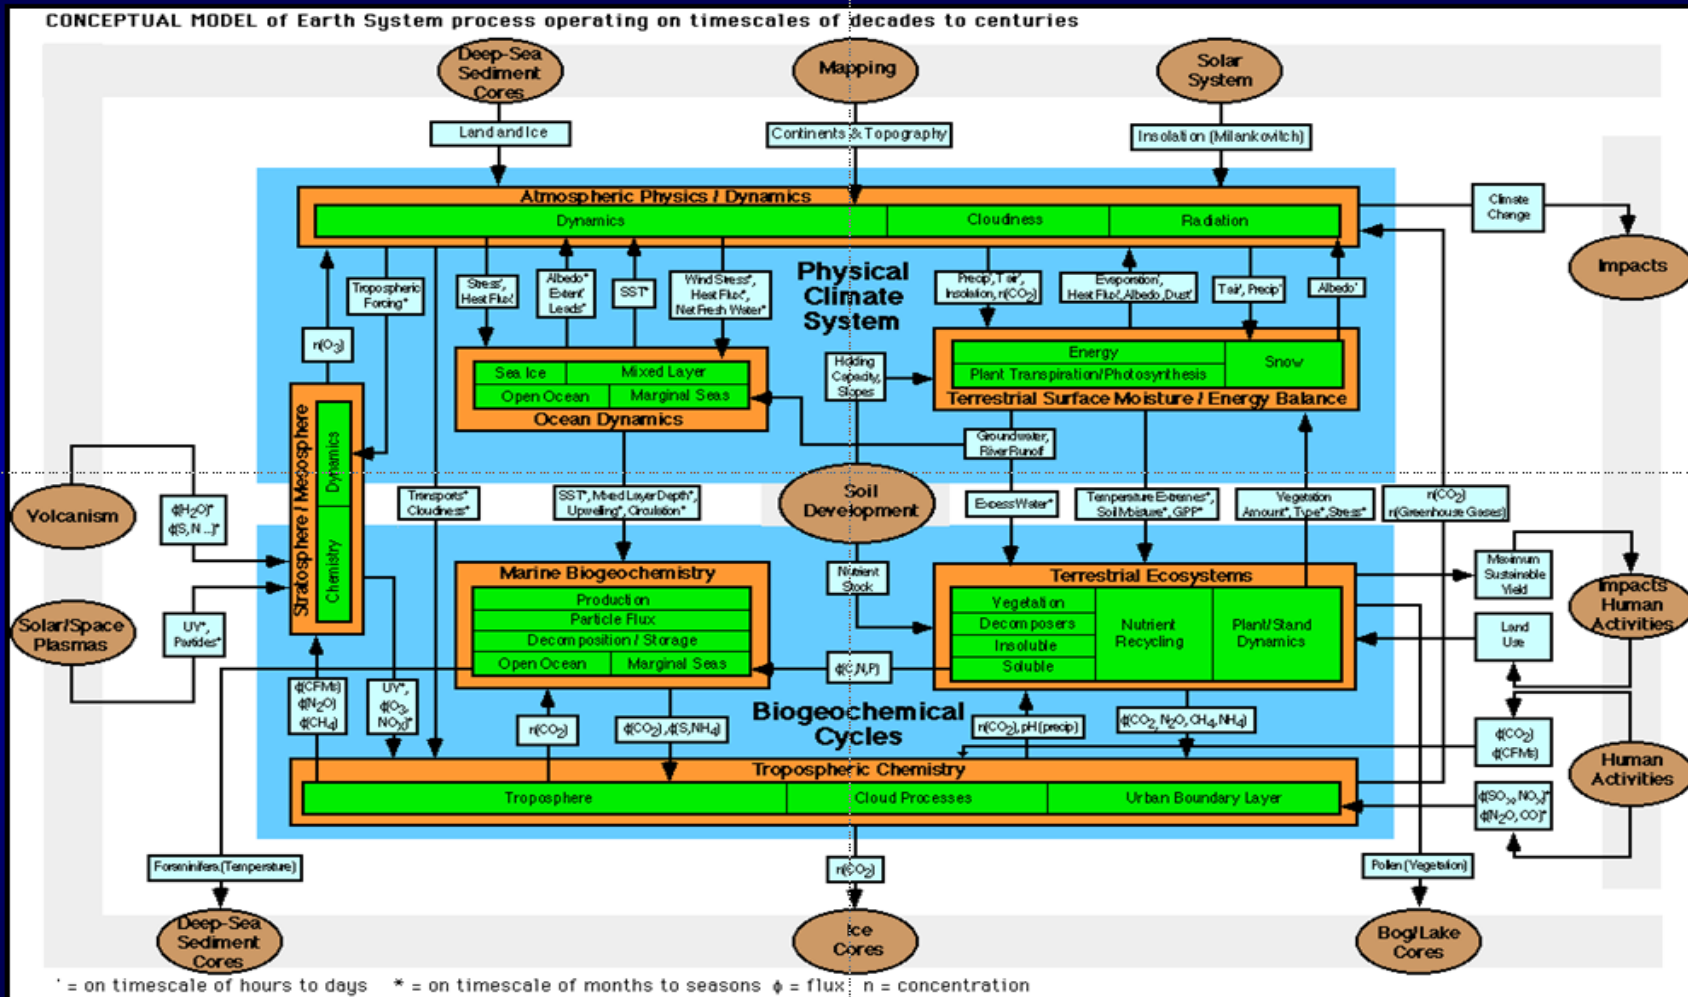 CONCEPTUAL MODEL of Earth System process operating on timescales of decades to centuries
Deep-Sea
Sediment
Cores
Mapping
Solar
System
Land and Ice
Continents & Topography
Insolation (Milankovitch)
Atmospheric Physics / Dynamics
Dynamics
Cloudiness
Radiation
Climate
Change
Impacts
Tropospheric
Forcing*
Stress',
Heat Flux'
Albedo*
Extent'
Leads*
SST*
Wind Stress*,
Heat Flux*,
Net Fresh Water*
Physical
Climate
System
Precip', Tair',
Insolation, n(CO2)
Evaporation',
Heat Flux', Albedo, Dust'
Tair', Precip'
Albedo'
n(O3)
Sea Ice
Mixed Layer
Open Ocean
Marginal Seas
Ocean Dynamics
Holding
Capacity,
Slopes
Energy
Plant Transpiration/Photosynthesis
Snow
Terrestrial Surface Moisture / Energy Balance
Groundwater,
River Runoff
Stratosphere / Mesosphere
Dynamics
Chemistry
Volcanism
ϕ(H2O)*
ϕ(S,N...)*
Transports*
Cloudiness*
SST*, Mixed Layer Depth*,
Upwelling*, Circulation*
Soil
Development
Excess Water*
Temperature Extremes*,
Soil Moisture*, GPP*
Vegetation
Amount*, Type*, Stress*
n(CO2)
n(Greenhouse Gases)
Solar/Space
Plasmas
UV*,
Particles*
Marine Biogeochemistry
Production
Particle Flux
Decomposition / Storage
Open Ocean
Marginal Seas
Nutrient
Stock
Terrestrial Ecosystems
Vegetation
Decomposers
Insoluble
Soluble
Nutrient
Recycling
Plant/Stand
Dynamics
Maximum
Sustainable
Yield
Impacts
Human
Activities
Land
Use
ϕ(C,N,P)
ϕ(CFMs)
ϕ(N2O)
ϕ(CH4)
UV*,
ϕ(O3,
NOx)*
n(CO2)
ϕ(CO2), ϕ(S,NH4)
Biogeochemical
Cycles
n(CO2), pH(precip)
ϕ(CO2, N2O, CH4, NH4)
ϕ(CO2)
ϕ(CFMs)
Human
Activities
Tropospheric Chemistry
Troposphere
Cloud Processes
Urban Boundary Layer
ϕ(SOx, NOx)*
ϕ(N2O, CO)*
Foraminifera (Temperature)
n(CO2)
Pollen (Vegetation)
Deep-Sea
Sediment
Cores
Ice
Cores
Bog/Lake
Cores
' = on timescale of hours to days * = on timescale of months to seasons ϕ = flux n = concentration